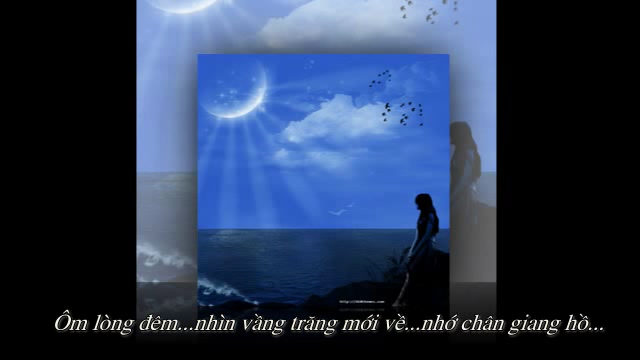 Ôm lòng đêm...nhìn vầng trăng mới về...nhớ chân giang hồ...